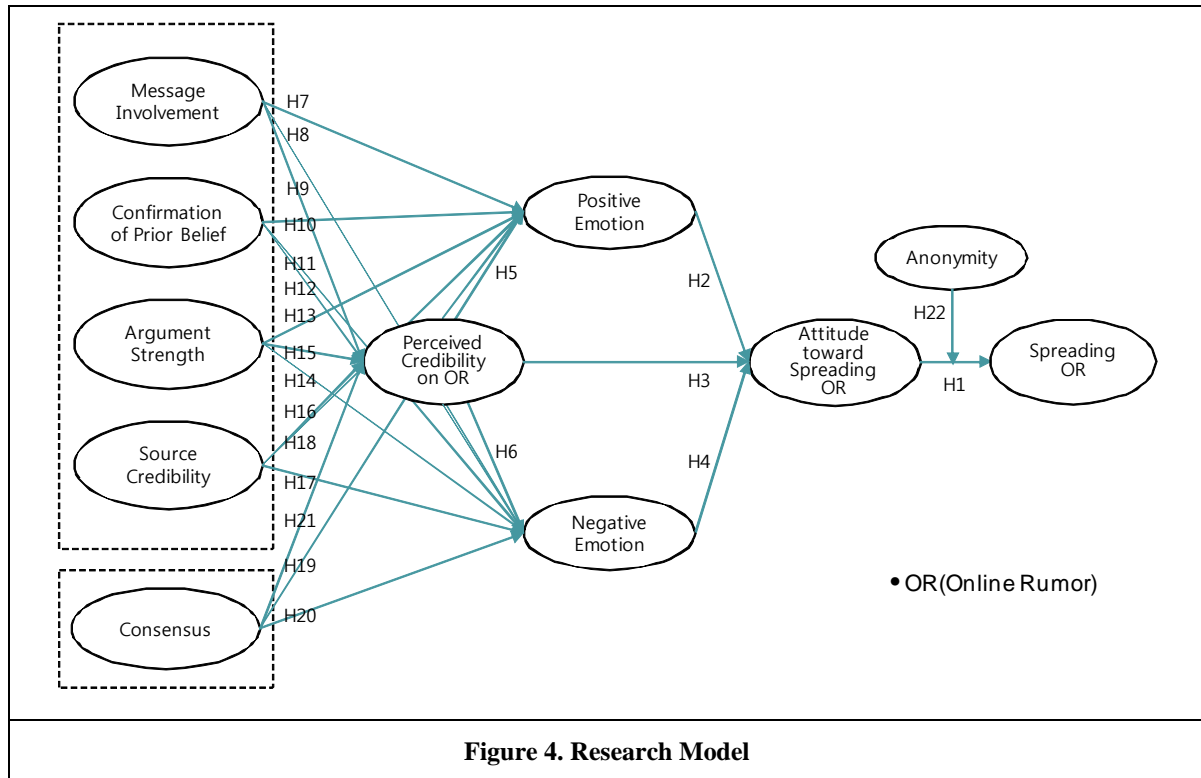 Message
Involvement
Confirmation
of Prior Belief
Argument
Strength
Source
Credibility
Consensus
H7
H8
H9
H10
H11
H12
H13
H15
H14
H16
H18
H17
H21
H19
H20
Positive
Emotion
H5
Perceived
Credibility
on OR
H6
Negative
Emotion
H2
H3
H4
Anonymity
H22
Attitude
toward
Spreading
OR
H1
Spreading
OR
• OR(Online Rumor)
Figure 4. Research Model